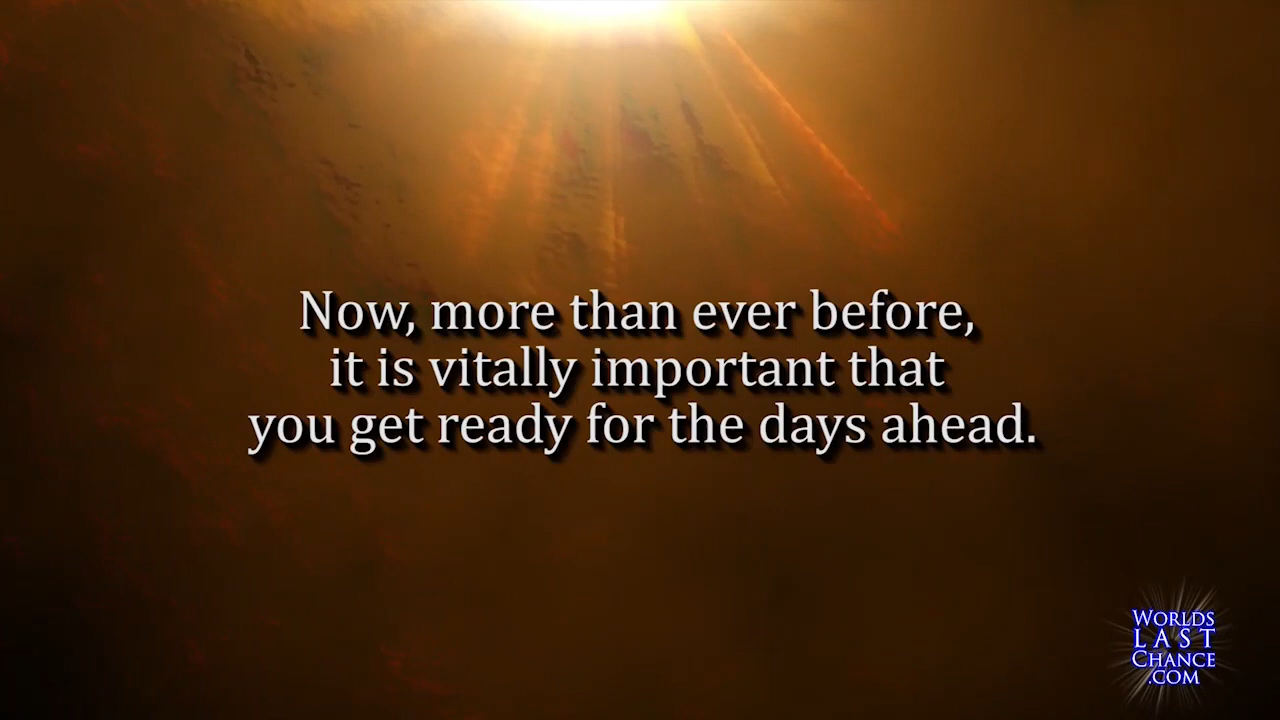 Now, more than ever before,
it is vitally important that
you get ready for the days ahead.
WORLDS
LAST
CHANCE
.COM